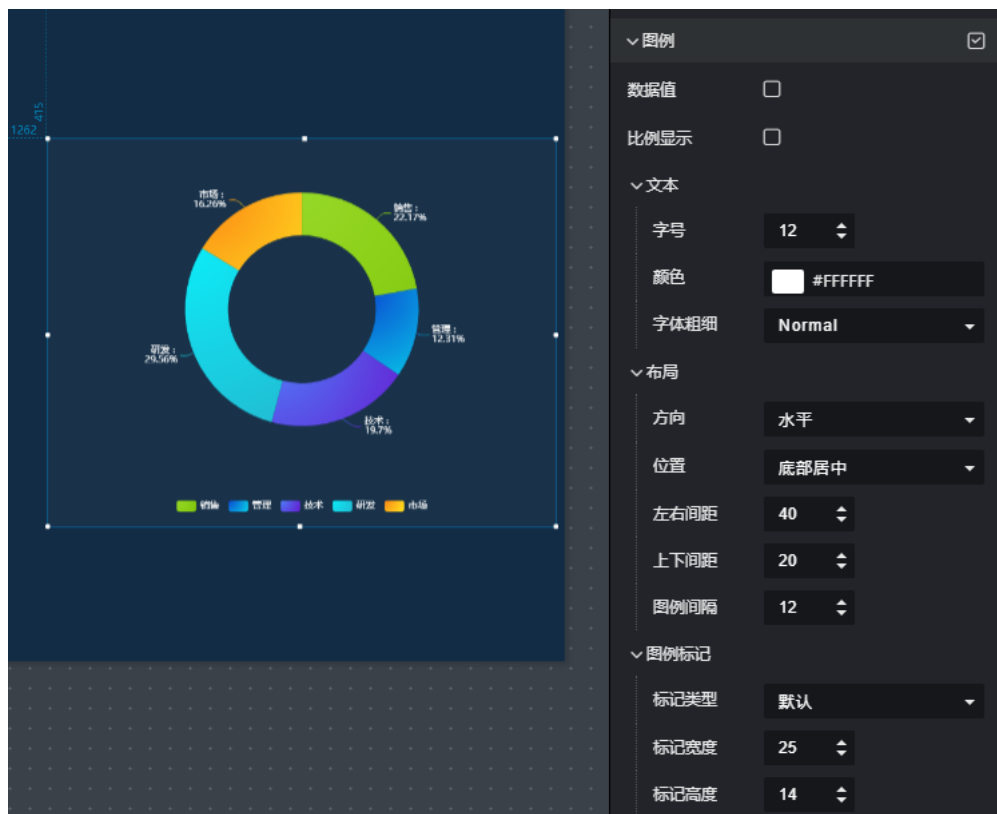 415
1262
市场：
16.26%
销售：
22.17%
管理：
12.31%
研发：
29.56%
技术：
19.7%
销售 管理 技术 研发 市场
图例
数据值
比例显示
文本
字号 12
颜色 #FFFFFF
字体粗细 Normal
布局
方向 水平
位置 底部居中
左右间距 40
上下间距 20
图例间隔 12
图例标记
标记类型 默认
标记宽度 25
标记高度 14